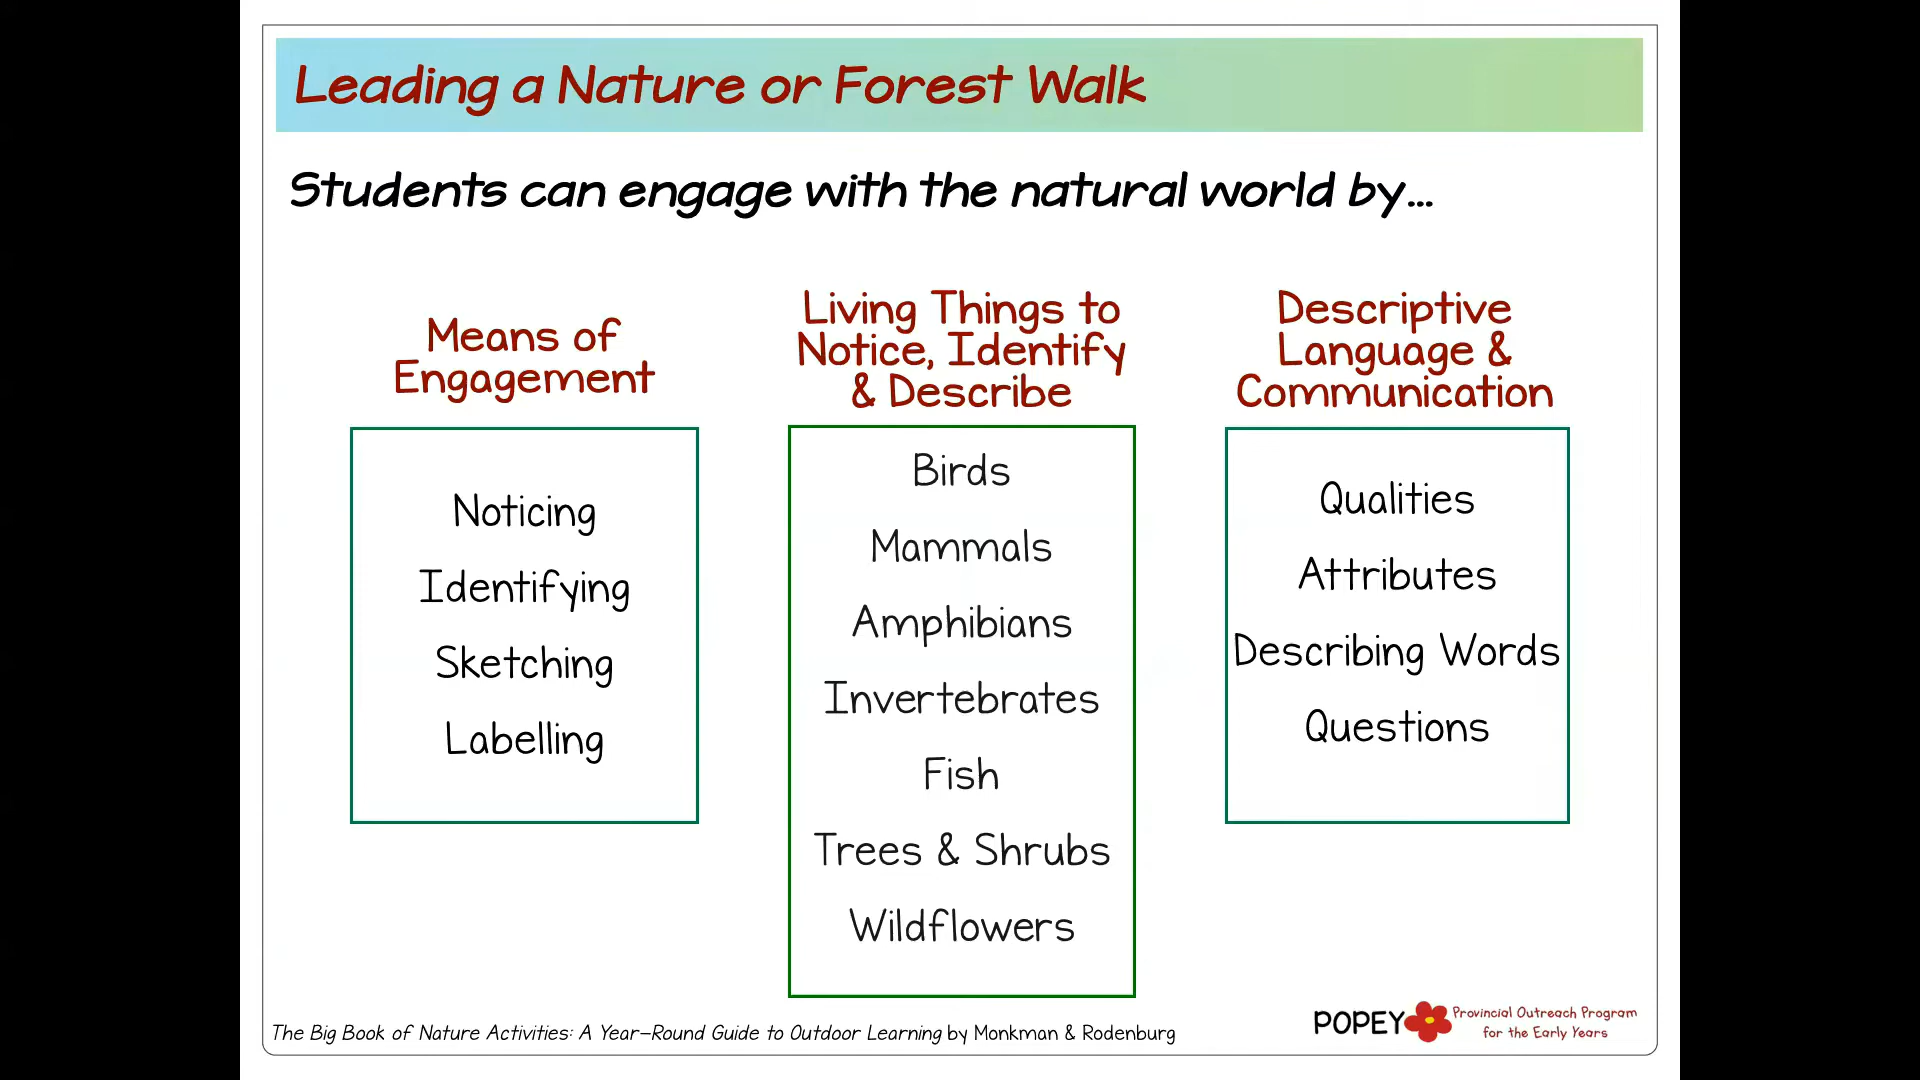 Leading a Nature or Forest Walk
Students can engage with the natural world by...
Means of
Engagement
Noticing
Identifying
Sketching
Labelling
Living Things to
Notice, Identify
& Describe
Birds
Mammals
Amphibians
Invertebrates
Fish
Trees & Shrubs
Wildflowers
Descriptive
Language &
Communication
Qualities
Attributes
Describing Words
Questions
The Big Book of Nature Activities: A Year-Round Guide to Outdoor Learning by Monkman & Rodenburg
POPEY
Provincial Outreach Program
for the Early Years